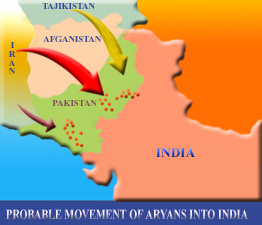 TAJIKISTAN
AFGANISTAN
IRAN
PAKISTAN
INDIA
PROBABLE MOVEMENT OF ARYANS INTO INDIA